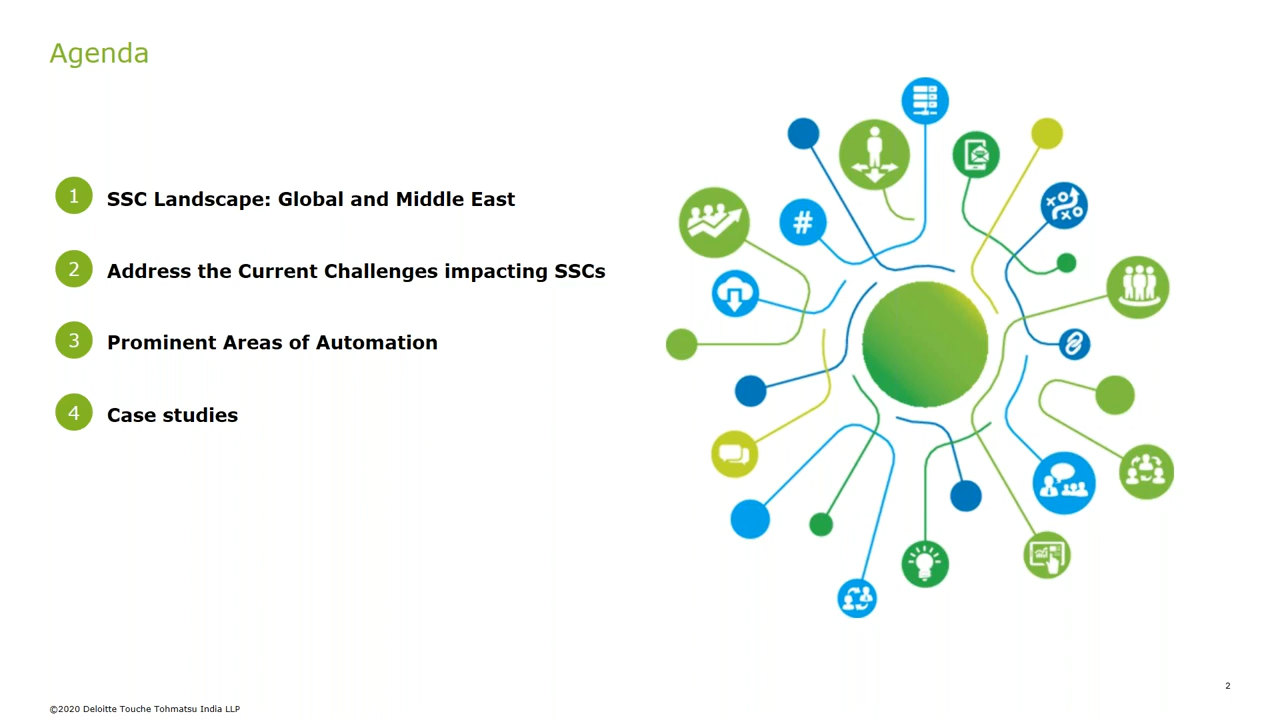 Agenda
1 SSC Landscape: Global and Middle East
2 Address the Current Challenges impacting SSCs
3 Prominent Areas of Automation
4 Case studies
#
2
©2020 Deloitte Touche Tohmatsu India LLP